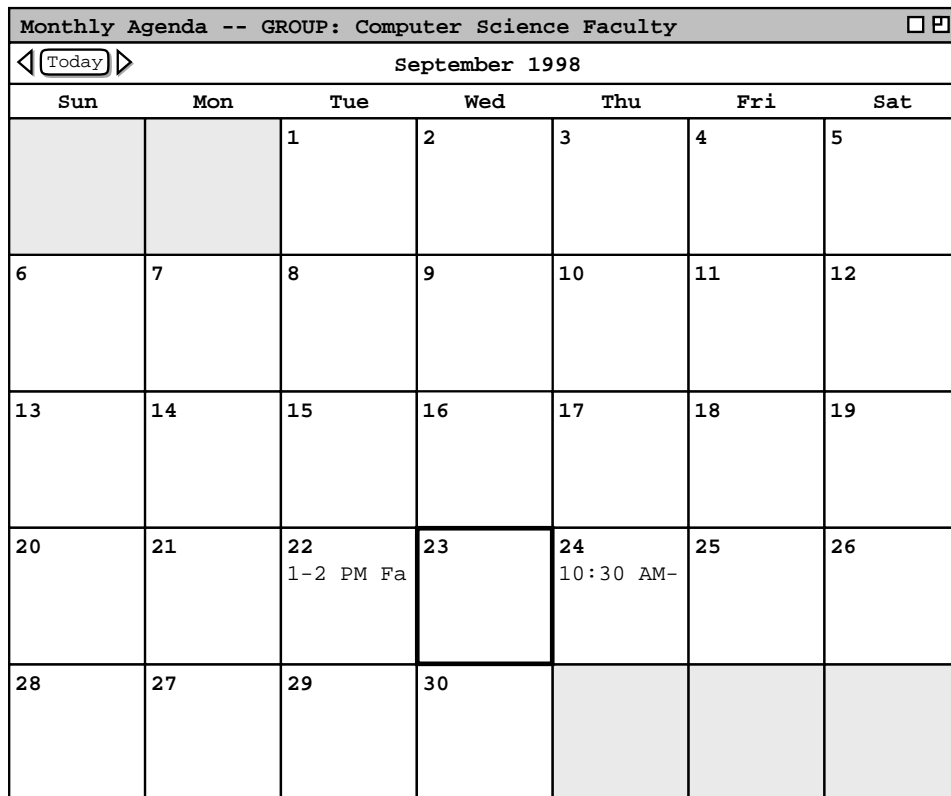 Monthly Agenda -- GROUP: Computer Science Faculty
Today
September 1998
Sun Mon Tue Wed Thu Fri Sat
1 2 3 4 5
6 7 8 9 10 11 12
13 14 15 16 17 18 19
20 21 22 23 24 25 26
1-2 PM Fa 10:30 AM-
28 27 29 30